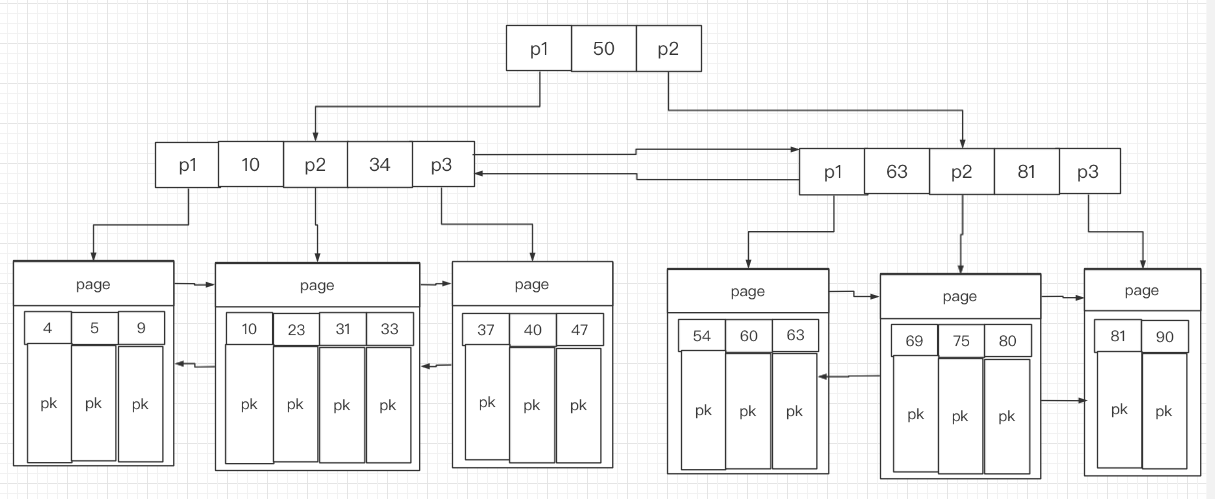 p1 50 p2
p1 10 p2 34 p3
p1 63 p2 81 p3
page
4 5 9
pk pk pk
page
10 23 31 33
pk pk pk pk
page
37 40 47
pk pk pk
page
54 60 63
pk pk pk
page
69 75 80
pk pk pk
page
81 90
pk pk